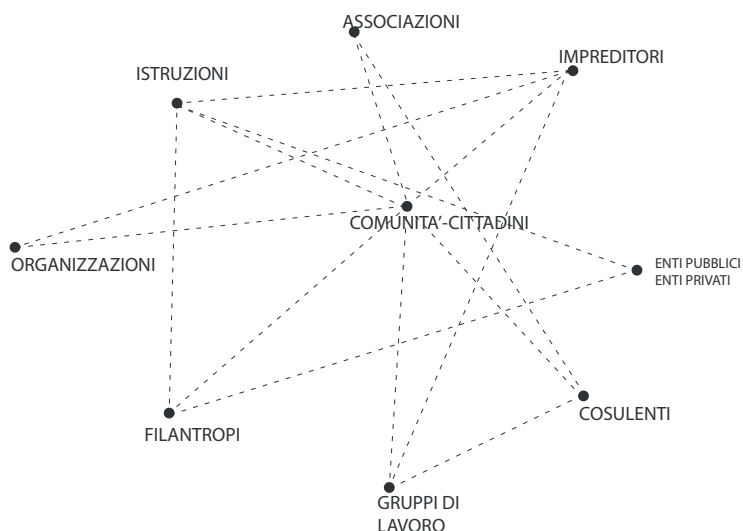 ASSOCIAZIONI
IMPREDITORI
ISTRUZIONI
COMUNITA’-CITTADINI
ORGANIZZAZIONI
ENTI PUBBLICI
ENTI PRIVATI
COSULENTI
FILANTROPI
GRUPPI DI
LAVORO